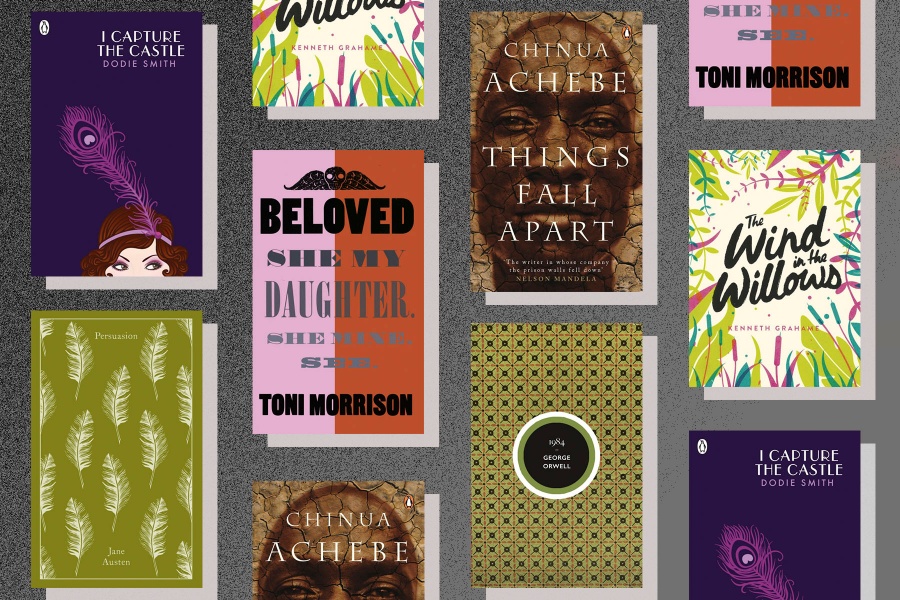 I CAPTURE
THE CASTLE
DODIE SMITH
Persuasion
Jane
Austen
Willows
KENNETH GRAHAME
BELOVED
SHE MY
DAUGHTER.
SHE MINE.
SEE.
TONI MORRISON
CHINUA
ACHEBE
CHINUA
ACHEBE
THINGS
FALL
APART
'The writer in whose company
the prison walls fell down'
NELSON MANDELA
1984
GEORGE
ORWELL
SHE MINE.
SEE.
TONI MORRISON
The
Wind
in the
Willows
KENNETH GRAHAME
I CAPTURE
THE CASTLE
DODIE SMITH